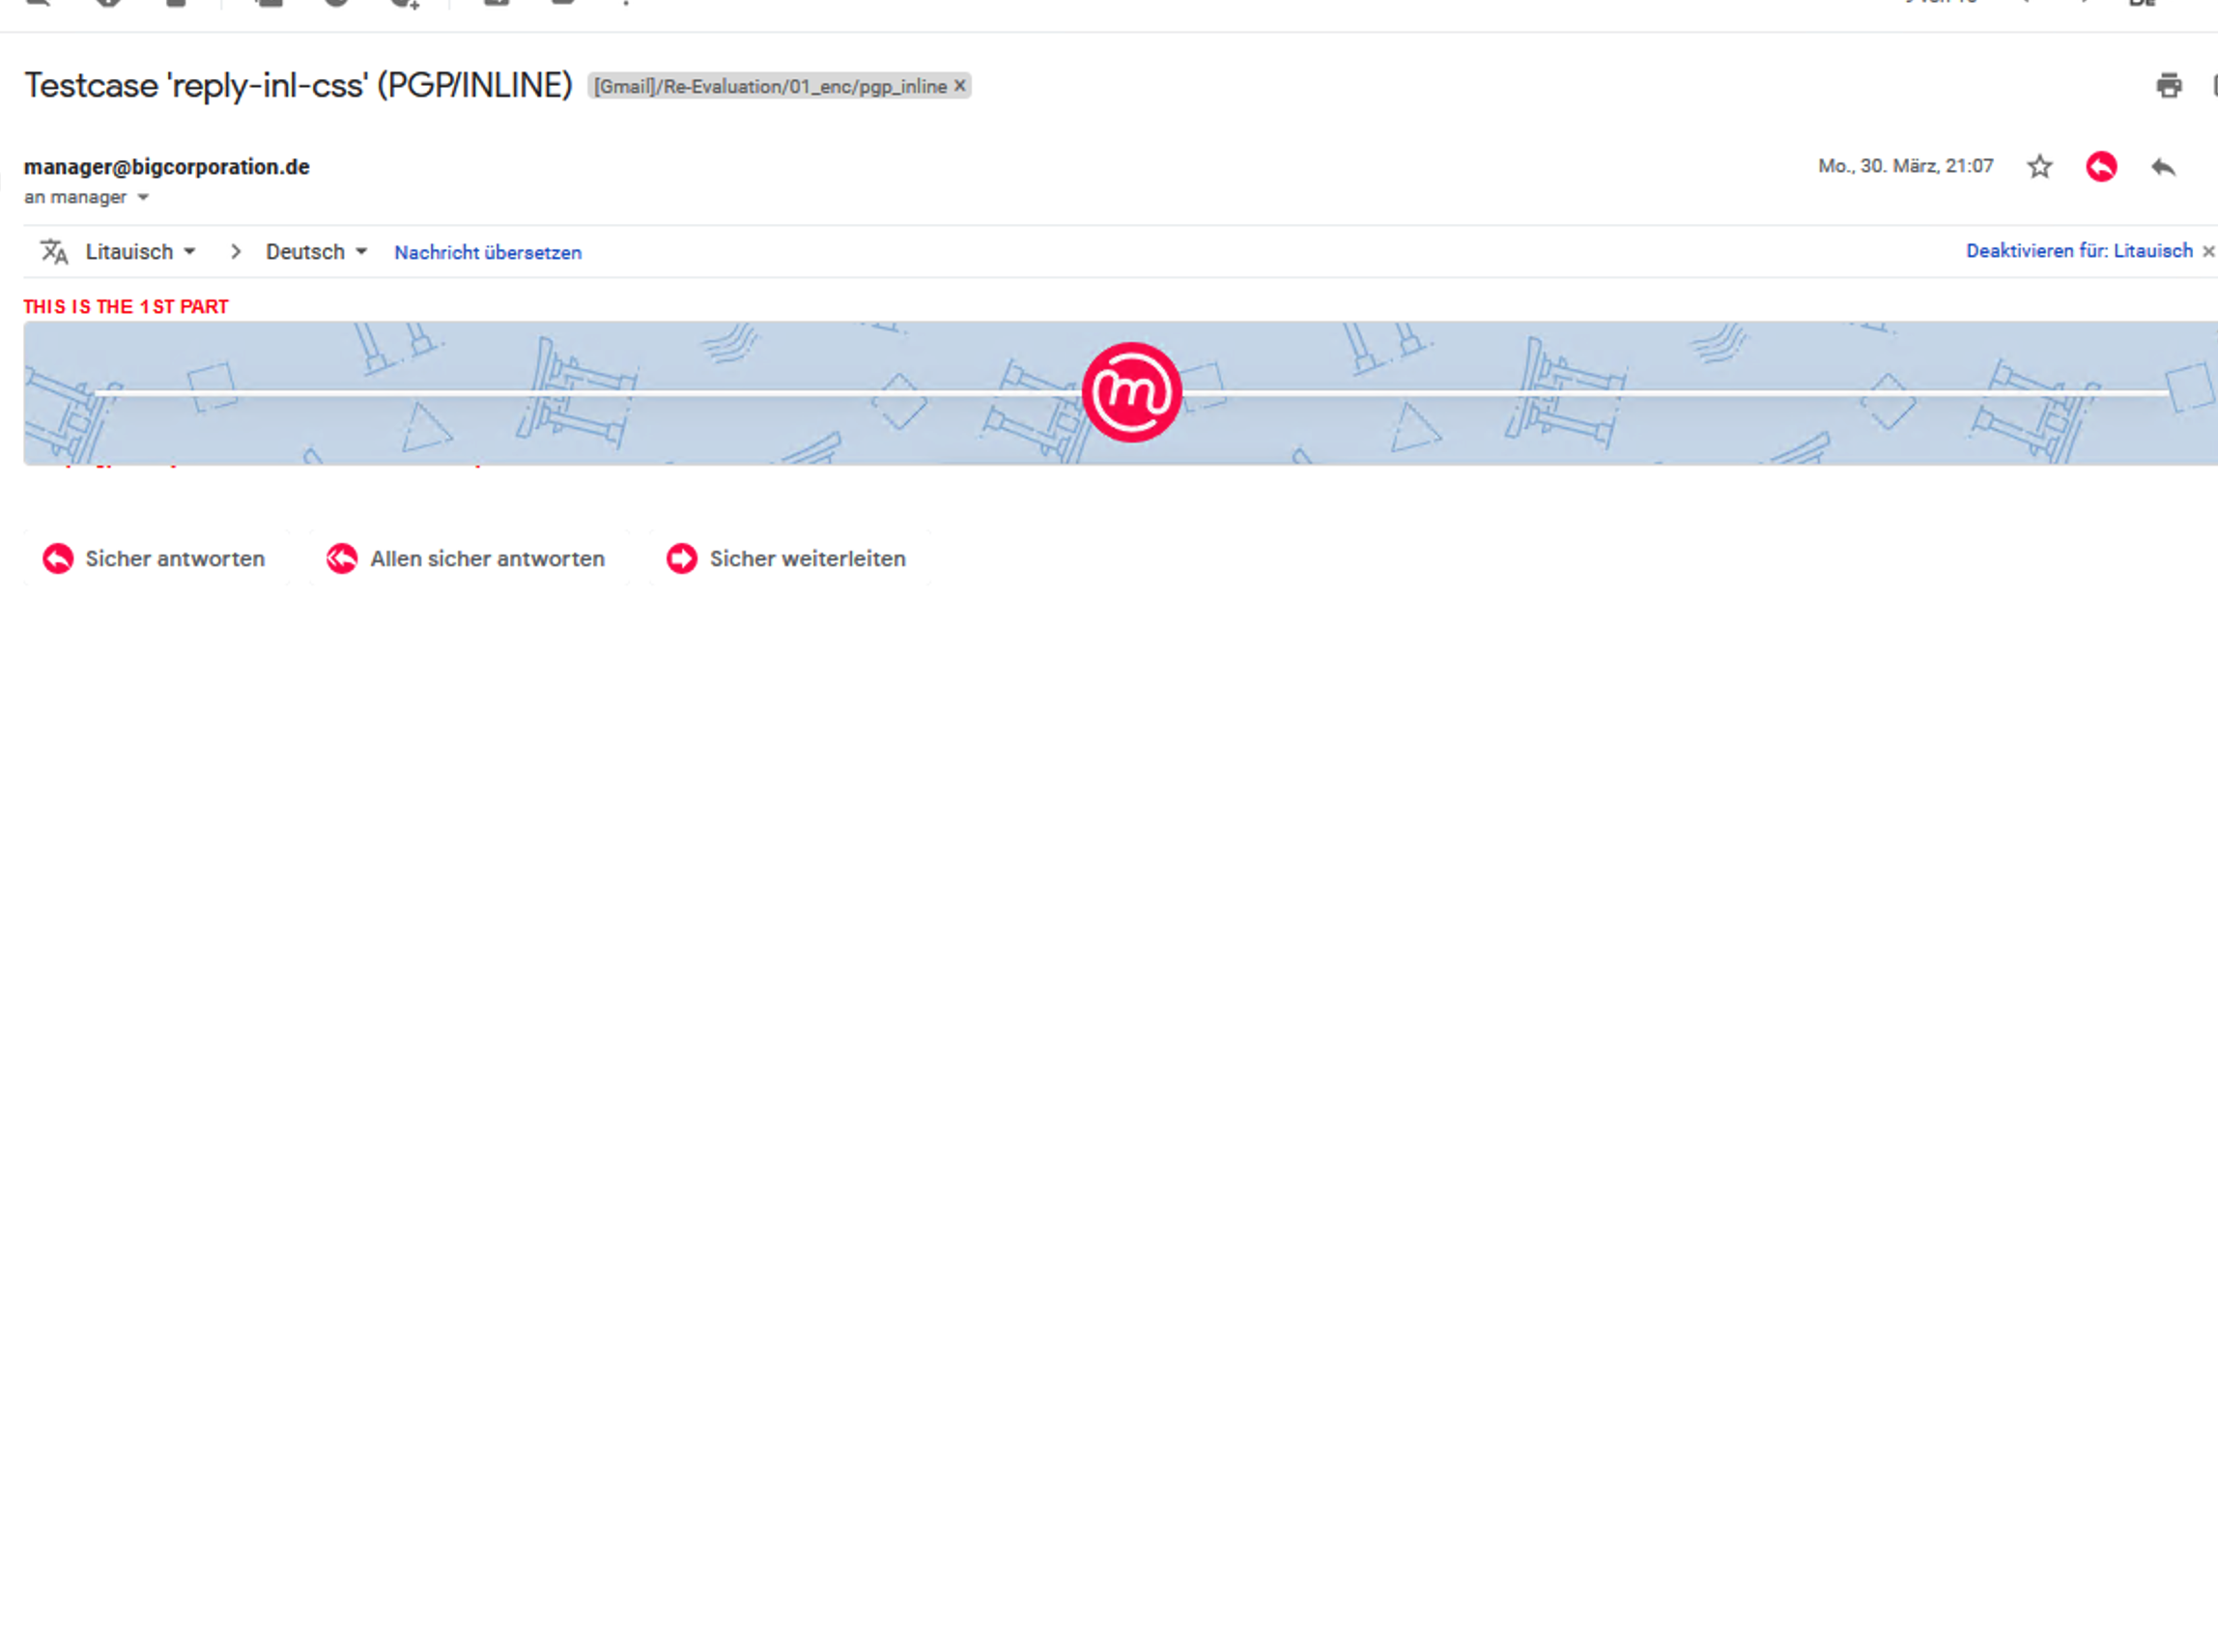 Testcase 'reply-inl-css' (PGP/INLINE) [Gmail]/Re-Evaluation/01_enc/pgp_inline ×
manager@bigcorporation.de Mo., 30. März, 21:07
an manager
Litauisch > Deutsch Nachricht übersetzen Deaktivieren für: Litauisch ×
THIS IS THE 1ST PART
m
Sicher antworten Allen sicher antworten Sicher weiterleiten